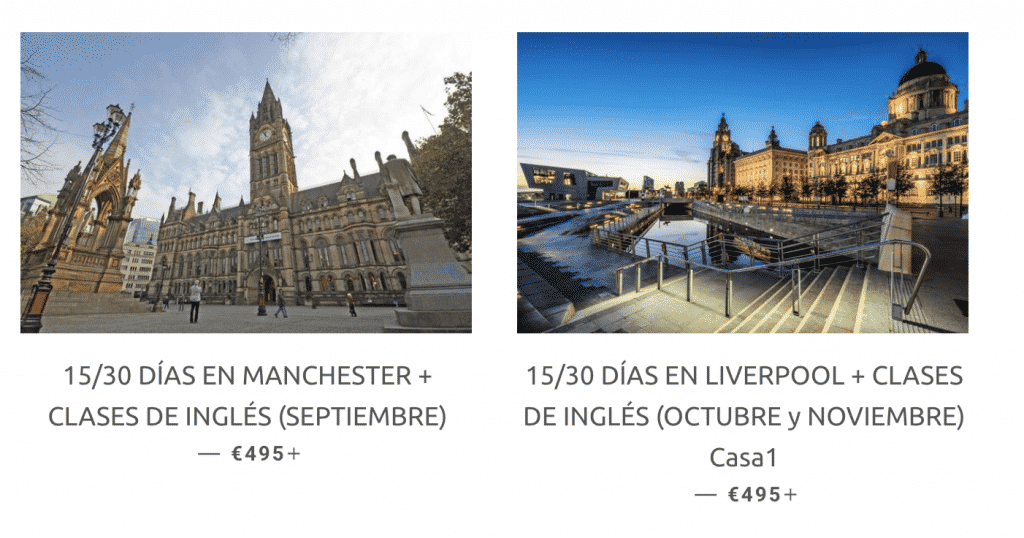 15/30 DÍAS EN MANCHESTER +
CLASES DE INGLÉS (SEPTIEMBRE)
— €495+
15/30 DÍAS EN LIVERPOOL + CLASES
DE INGLÉS (OCTUBRE y NOVIEMBRE)
Casa1
— €495+